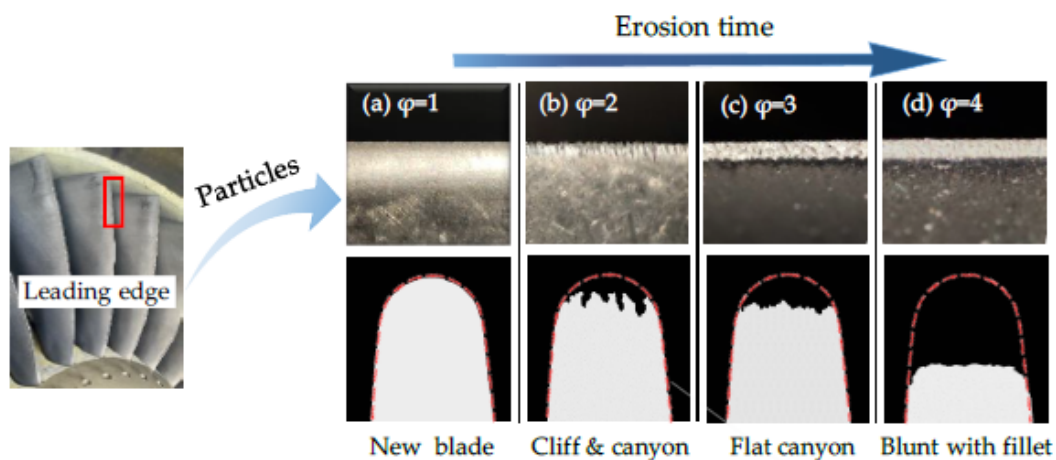 Erosion time
(a) φ=1
(b) φ=2
(c) φ=3
(d) φ=4
Particles
Leading edge
New blade
Cliff & canyon
Flat canyon
Blunt with fillet